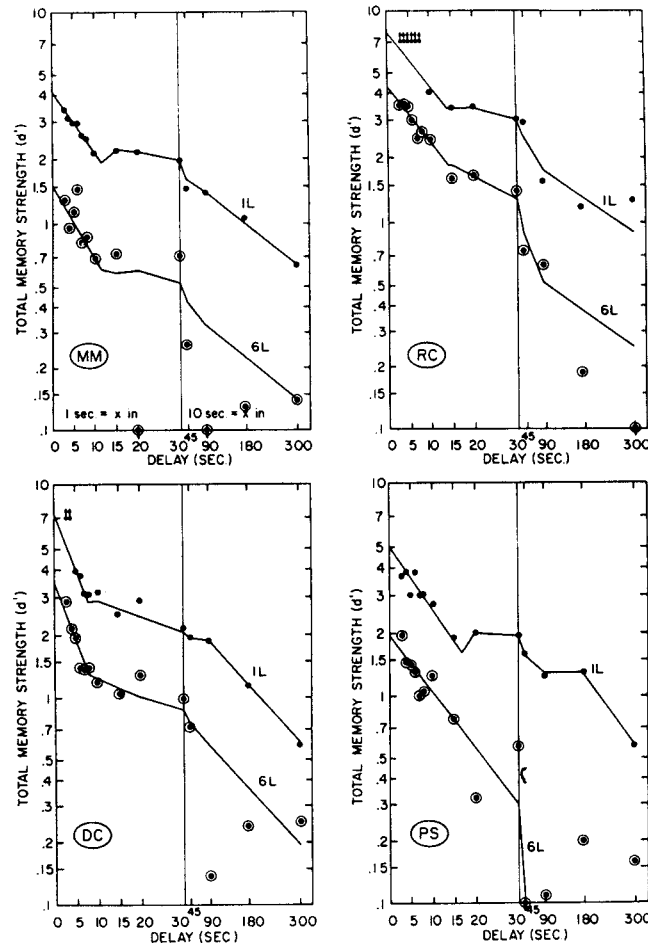 TOTAL MEMORY STRENGTH (d')
10
7
5
4
3
2
1.5
1
0.7
.5
.4
.3
.2
.15
.1
1L
6L
MM
1 sec. = x in
10 sec. = x in
0 5 10 15 20 30 45 90 180 300
DELAY (SEC.)
TOTAL MEMORY STRENGTH (d')
10
7
5
4
3
2
1.5
1
0.7
.5
.4
.3
.2
.15
.1
1L
6L
RC
0 5 10 15 20 30 45 90 180 300
DELAY (SEC.)
TOTAL MEMORY STRENGTH (d')
10
7
5
4
3
2
1.5
1
0.7
.5
.4
.3
.2
.15
.1
1L
6L
DC
0 5 10 15 20 30 45 90 180 300
DELAY (SEC.)
TOTAL MEMORY STRENGTH (d')
10
7
5
4
3
2
1.5
1
0.7
.5
.4
.3
.2
.15
.1
1L
6L
PS
0 5 10 15 20 30 45 90 180 300
DELAY (SEC.)